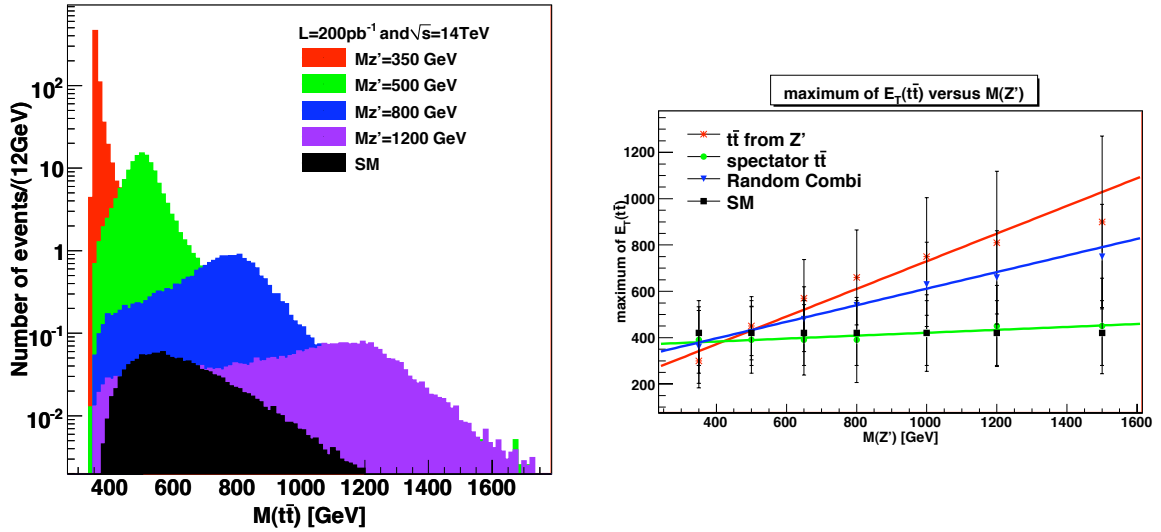 L=200pb⁻¹ and √s=14TeV
Mz'=350 GeV
Mz'=500 GeV
Mz'=800 GeV
Mz'=1200 GeV
SM
Number of events/(12GeV)
10²
10
1
10⁻¹
10⁻²
400 600 800 1000 1200 1400 1600
M(tt̄) [GeV]
maximum of E_T(tt̄) versus M(Z')
tt̄ from Z'
spectator tt̄
Random Combi
SM
maximum of E_T(tt̄)
1200
1000
800
600
400
200
400 600 800 1000 1200 1400 1600
M(Z') [GeV]